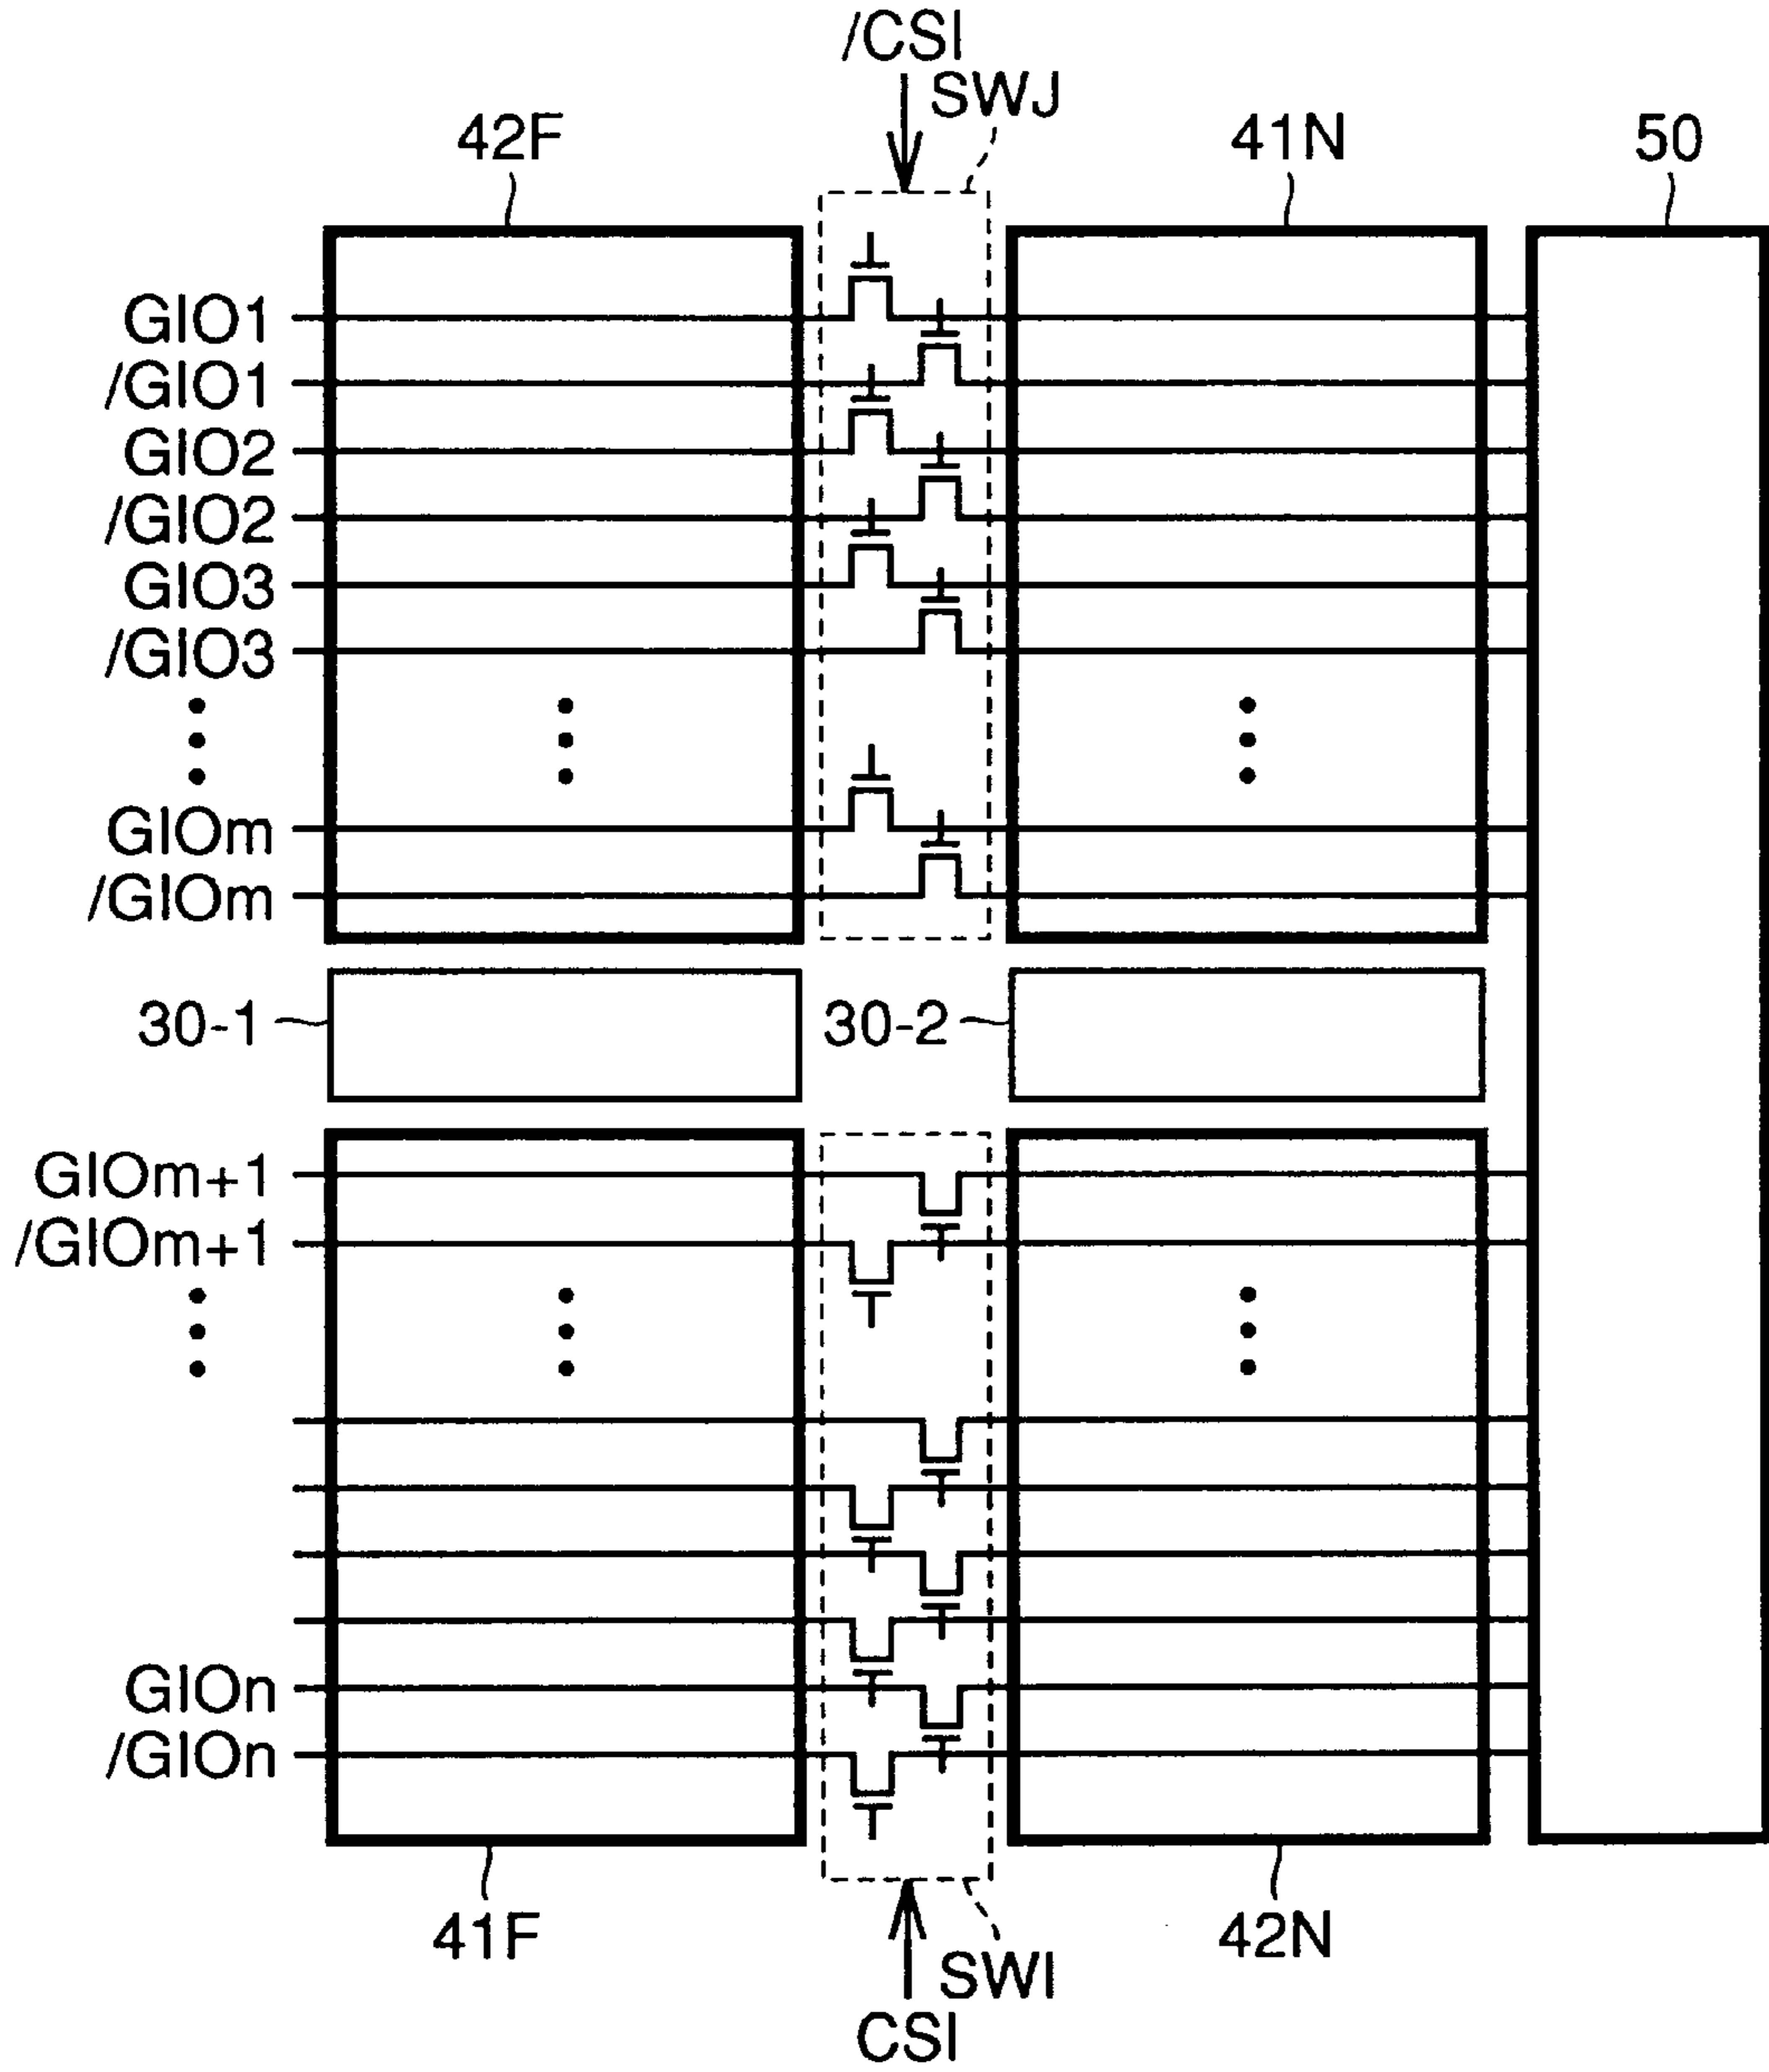 /CSI
SWJ
42F
41N
50
GIO1
/GIO1
GIO2
/GIO2
GIO3
/GIO3
GIOm
/GIOm
30-1
30-2
GIOm+1
/GIOm+1
GIOn
/GIOn
41F
42N
SWI
CSI